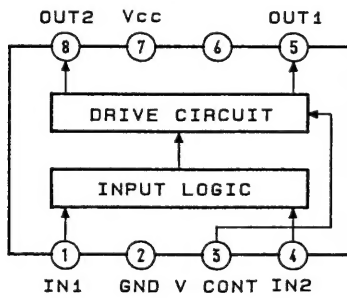 OUT2 Vcc OUT1
8 7 6 5
DRIVE CIRCUIT
INPUT LOGIC
1 2 3 4
IN1 GND V CONT IN2